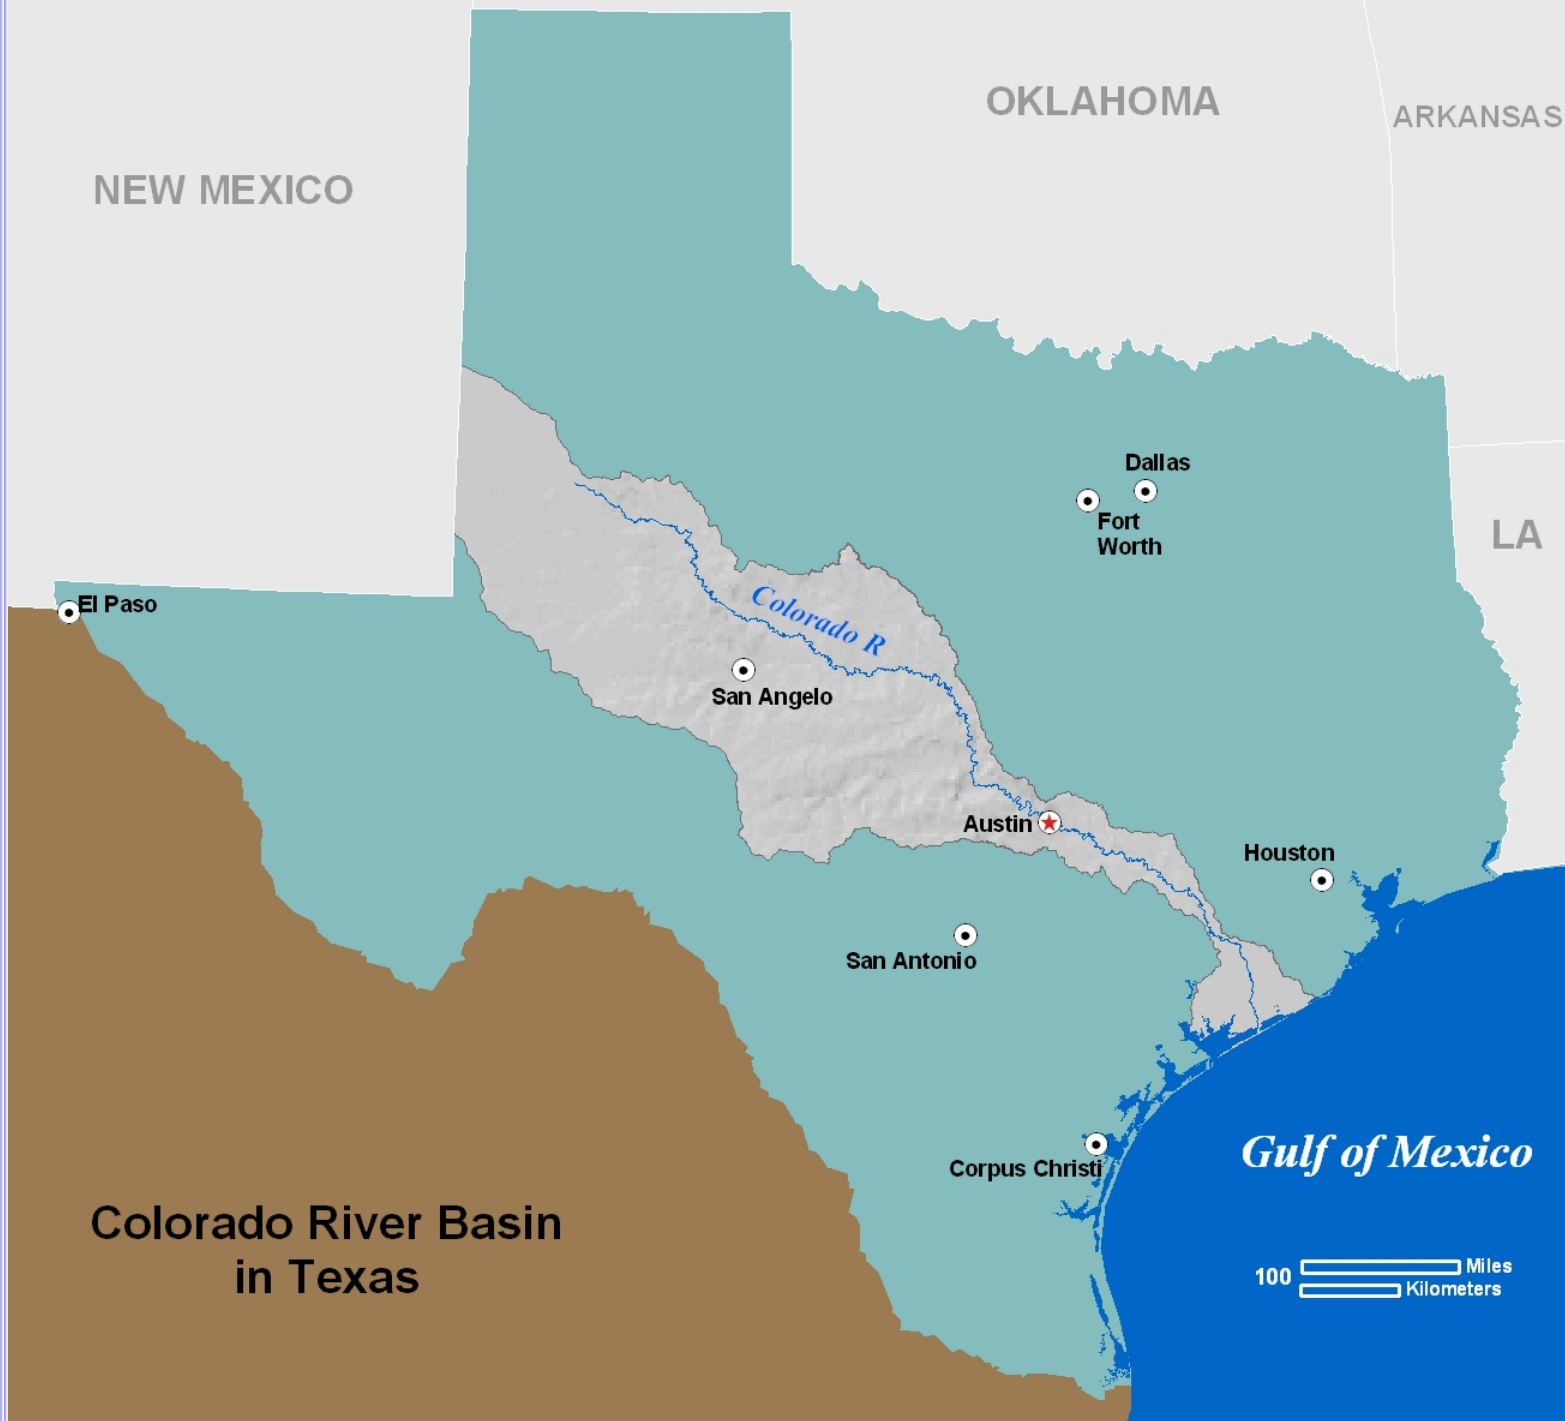 OKLAHOMA
ARKANSAS
NEW MEXICO
Dallas
Fort
Worth
LA
El Paso
Colorado R
San Angelo
Austin
Houston
San Antonio
Gulf of Mexico
Corpus Christi
Colorado River Basin
in Texas
100
Miles
Kilometers